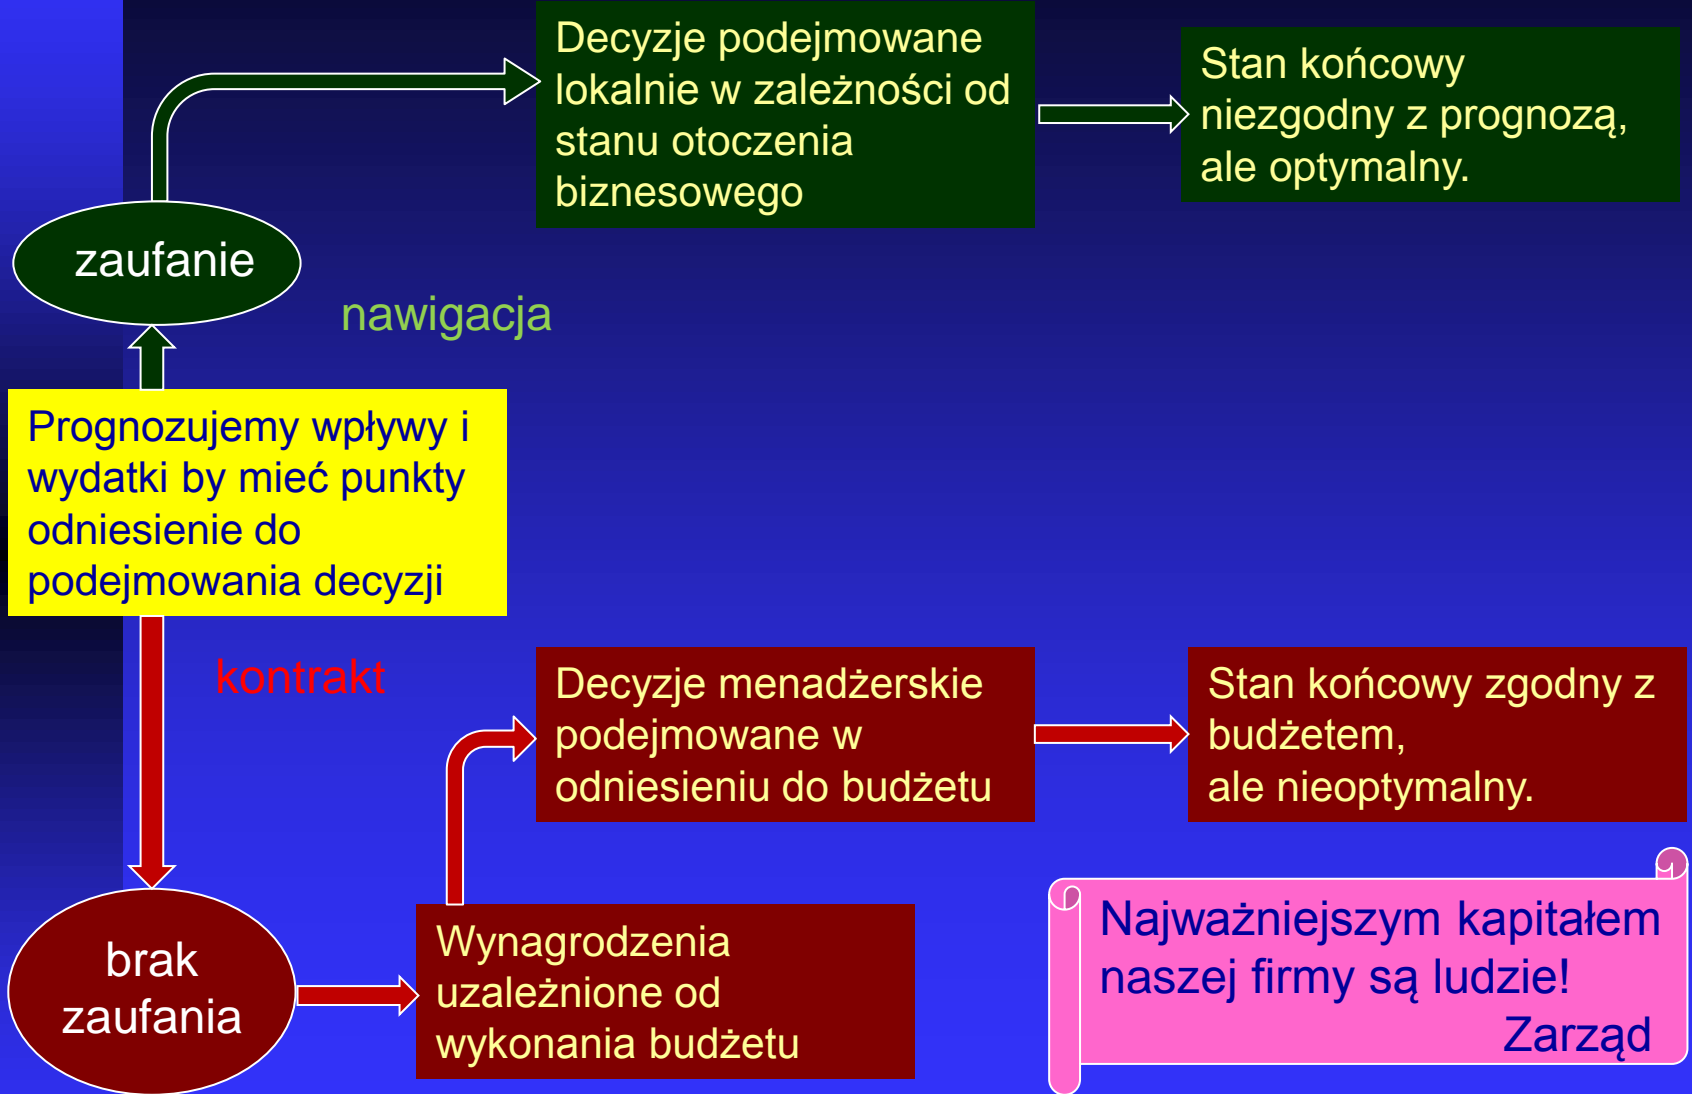 Decyzje podejmowane
lokalnie w zależności od
stanu otoczenia
biznesowego
Stan końcowy
niezgodny z prognozą,
ale optymalny.
zaufanie
nawigacja
Prognozujemy wpływy i
wydatki by mieć punkty
odniesienie do
podejmowania decyzji
kontrakt
Decyzje menadżerskie
podejmowane w
odniesieniu do budżetu
Stan końcowy zgodny z
budżetem,
ale nieoptymalny.
brak
zaufania
Wynagrodzenia
uzależnione od
wykonania budżetu
Najważniejszym kapitałem
naszej firmy są ludzie!
Zarząd